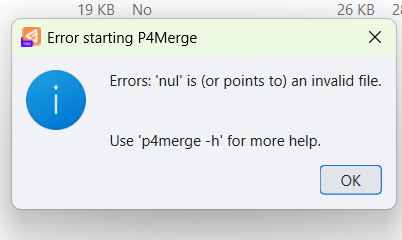 19 KB No 26 KB
Error starting P4Merge
Errors: 'nul' is (or points to) an invalid file.
Use 'p4merge -h' for more help.
OK